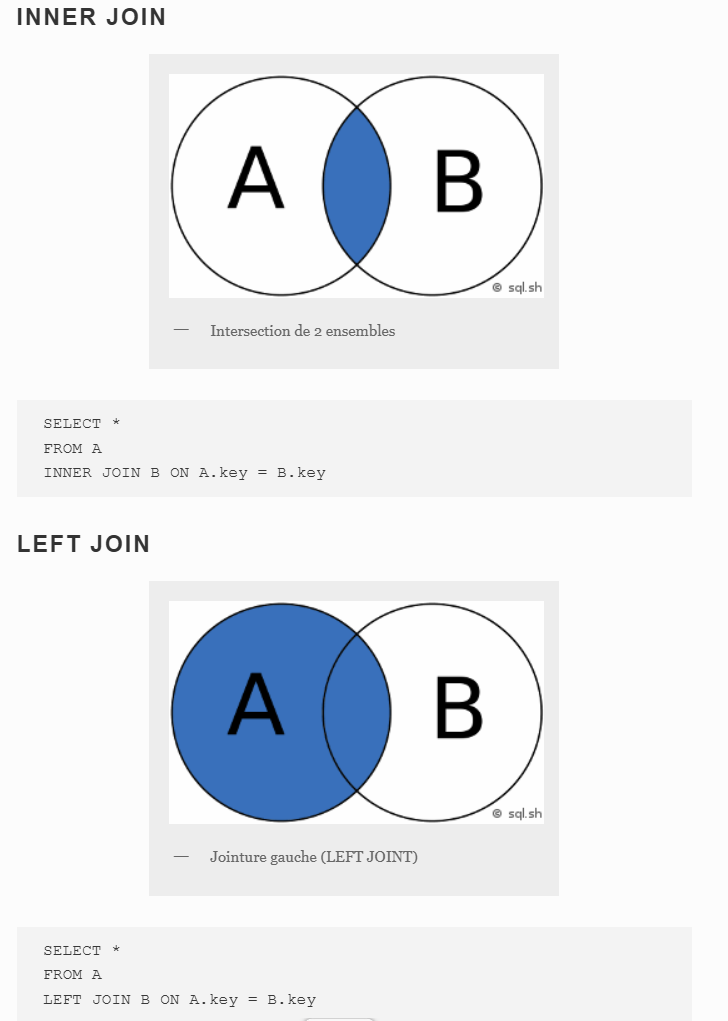 INNER JOIN
A B
© sql.sh
— Intersection de 2 ensembles
SELECT *
FROM A
INNER JOIN B ON A.key = B.key
LEFT JOIN
A B
© sql.sh
— Jointure gauche (LEFT JOINT)
SELECT *
FROM A
LEFT JOIN B ON A.key = B.key